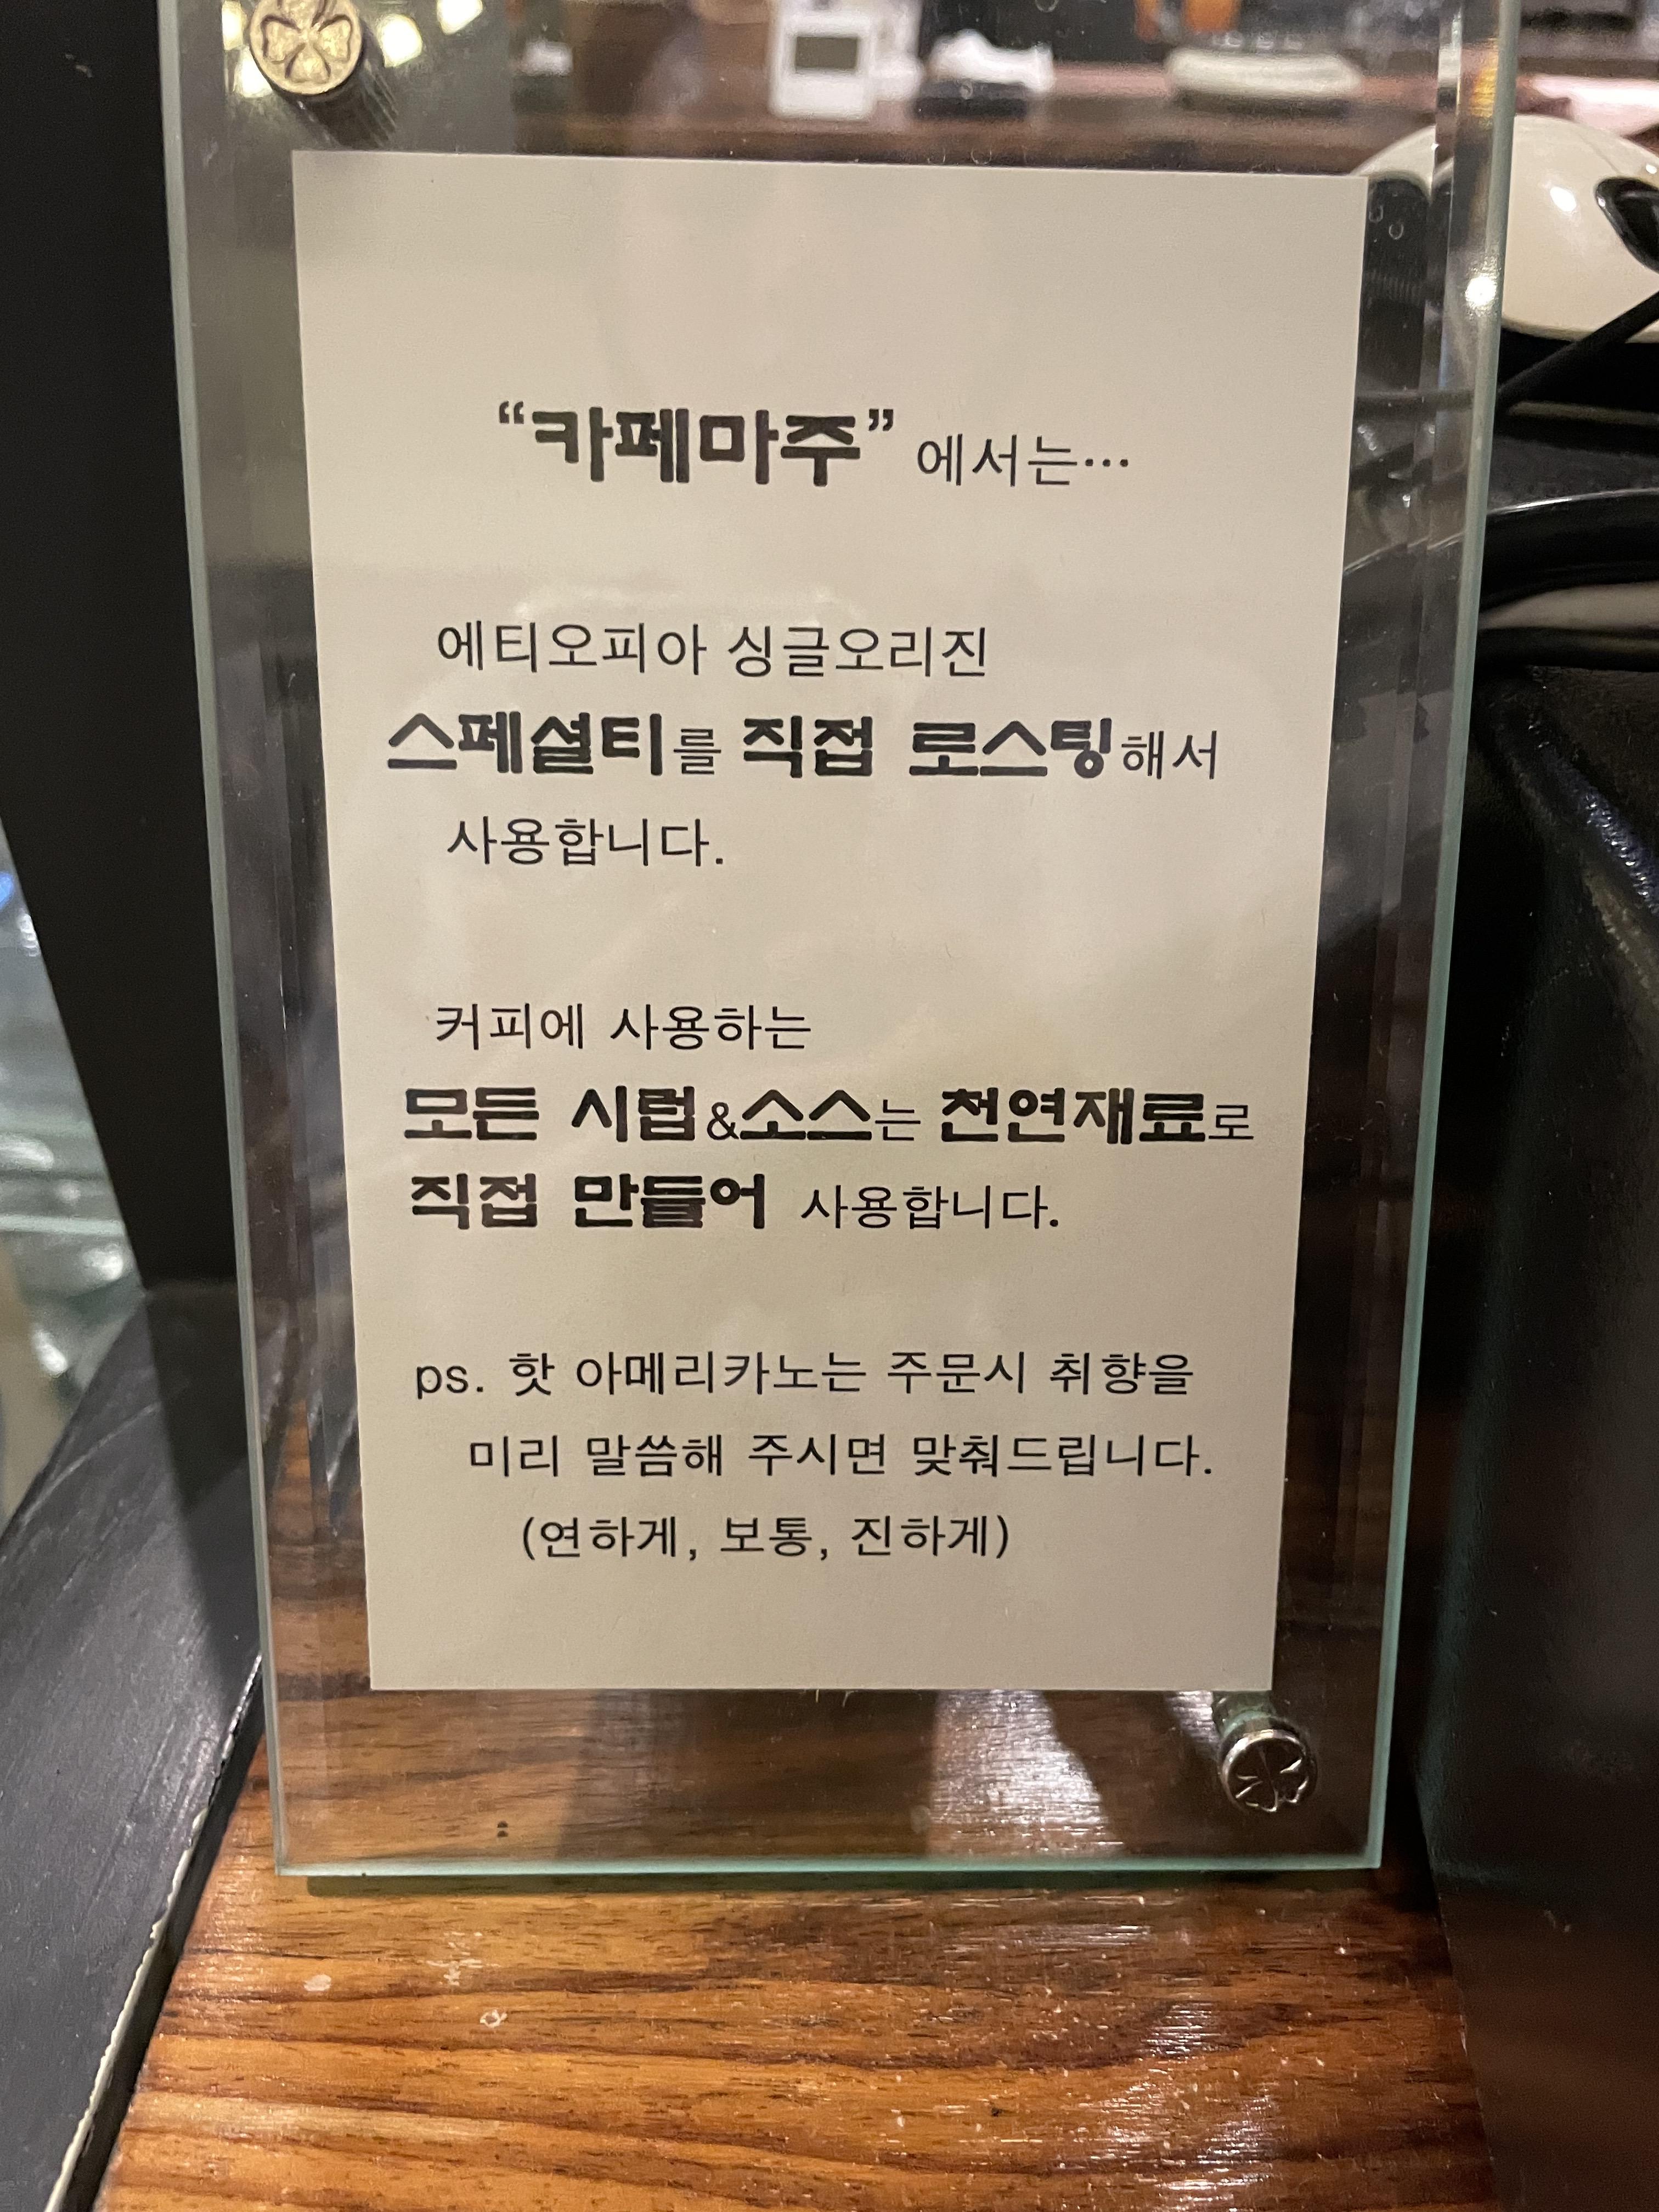 “카페마주” 에서는…
에티오피아 싱글오리진
스페셜티를 직접 로스팅해서
사용합니다.
커피에 사용하는
모든 시럽&소스는 천연재료로
직접 만들어 사용합니다.
ps. 핫 아메리카노는 주문시 취향을
미리 말씀해 주시면 맞춰드립니다.
(연하게, 보통, 진하게)